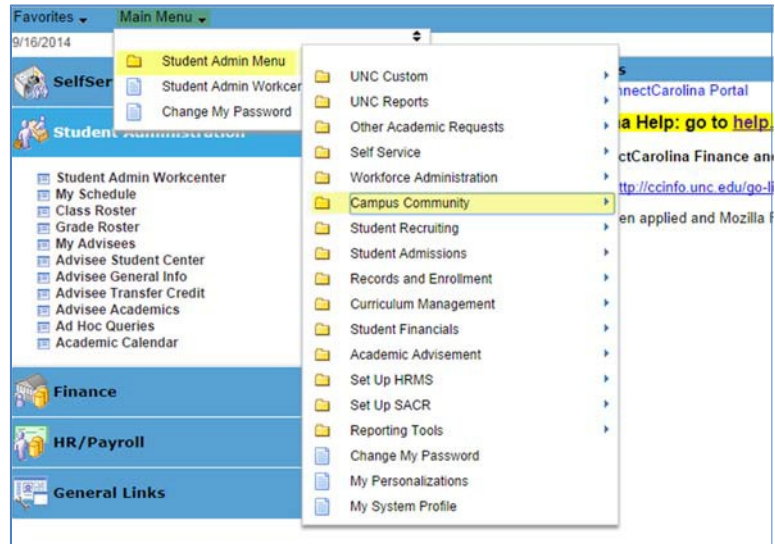 Favorites Main Menu
9/16/2014
Student Admin Menu
Student Admin Workcer
Change My Password
SelfSer
Student Administration
Student Admin Workcenter
My Schedule
Class Roster
Grade Roster
My Advisees
Advisee Student Center
Advisee General Info
Advisee Transfer Credit
Advisee Academics
Ad Hoc Queries
Academic Calendar
Finance
HR/Payroll
General Links
UNC Custom
UNC Reports
Other Academic Requests
Self Service
Workforce Administration
Campus Community
Student Recruiting
Student Admissions
Records and Enrollment
Curriculum Management
Student Financials
Academic Advisement
Set Up HRMS
Set Up SACR
Reporting Tools
Change My Password
My Personalizations
My System Profile
s
nnectCarolina Portal
a Help: go to help.
ctCarolina Finance an
ttp://ccinfo.unc.edu/go-li
en applied and Mozilla F